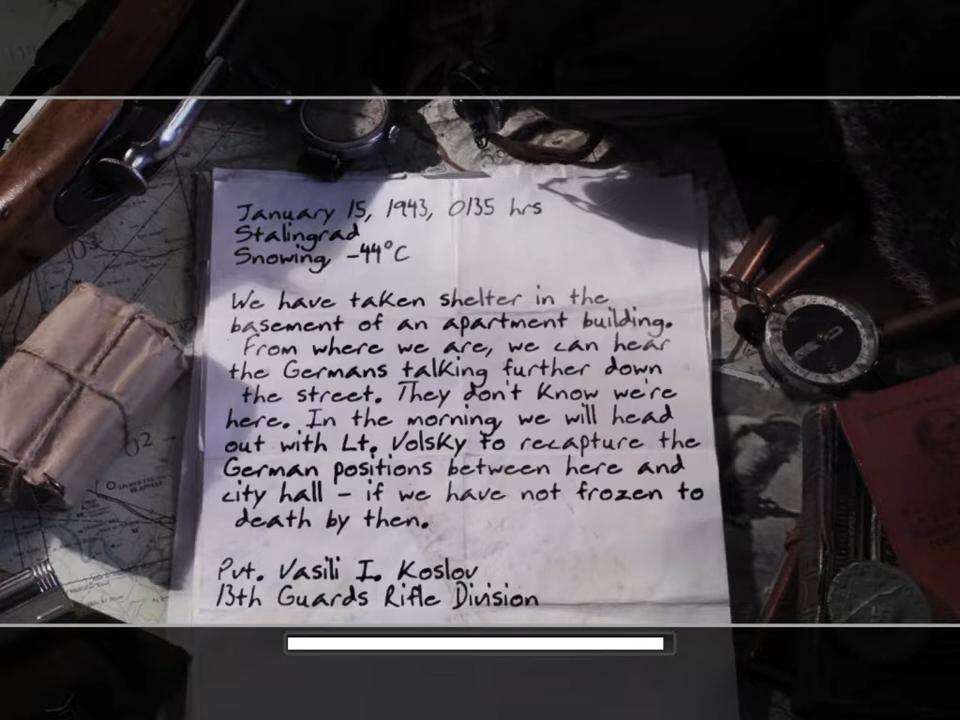 January 15, 1943, 0135 hrs
Stalingrad
Snowing, -44°C
We have taken shelter in the
basement of an apartment building.
From where we are, we can hear
the Germans talking further down
the street. They don't know we're
here. In the morning, we will head
out with Lt. Volsky to recapture the
German positions between here and
city hall – if we have not frozen to
death by then.
Pvt. Vasili I. Koslov
13th Guards Rifle Division